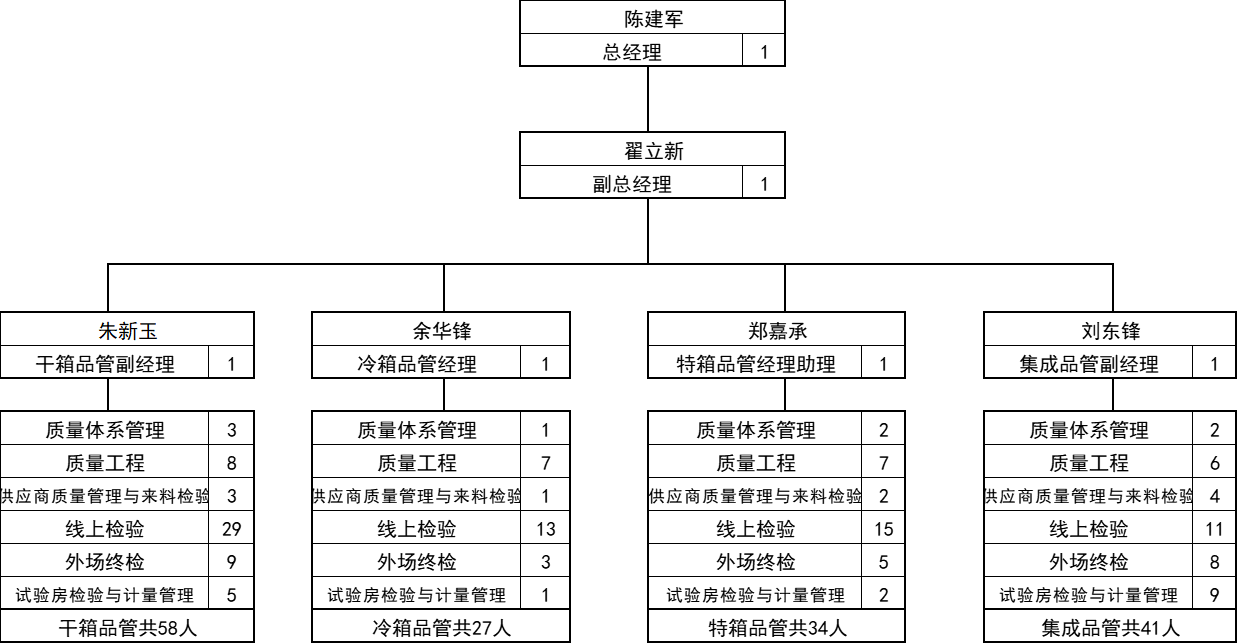 陈建军
总经理 1
翟立新
副总经理 1
朱新玉 余华锋 郑嘉承 刘东锋
干箱品管副经理 1 冷箱品管经理 1 特箱品管经理助理 1 集成品管副经理 1
质量体系管理 3 质量体系管理 1 质量体系管理 2 质量体系管理 2
质量工程 8 质量工程 7 质量工程 7 质量工程 6
供应商质量管理与来料检验 3 供应商质量管理与来料检验 1 供应商质量管理与来料检验 2 供应商质量管理与来料检验 4
线上检验 29 线上检验 13 线上检验 15 线上检验 11
外场终检 9 外场终检 3 外场终检 5 外场终检 8
试验房检验与计量管理 5 试验房检验与计量管理 1 试验房检验与计量管理 2 试验房检验与计量管理 9
干箱品管共58人 冷箱品管共27人 特箱品管共34人 集成品管共41人